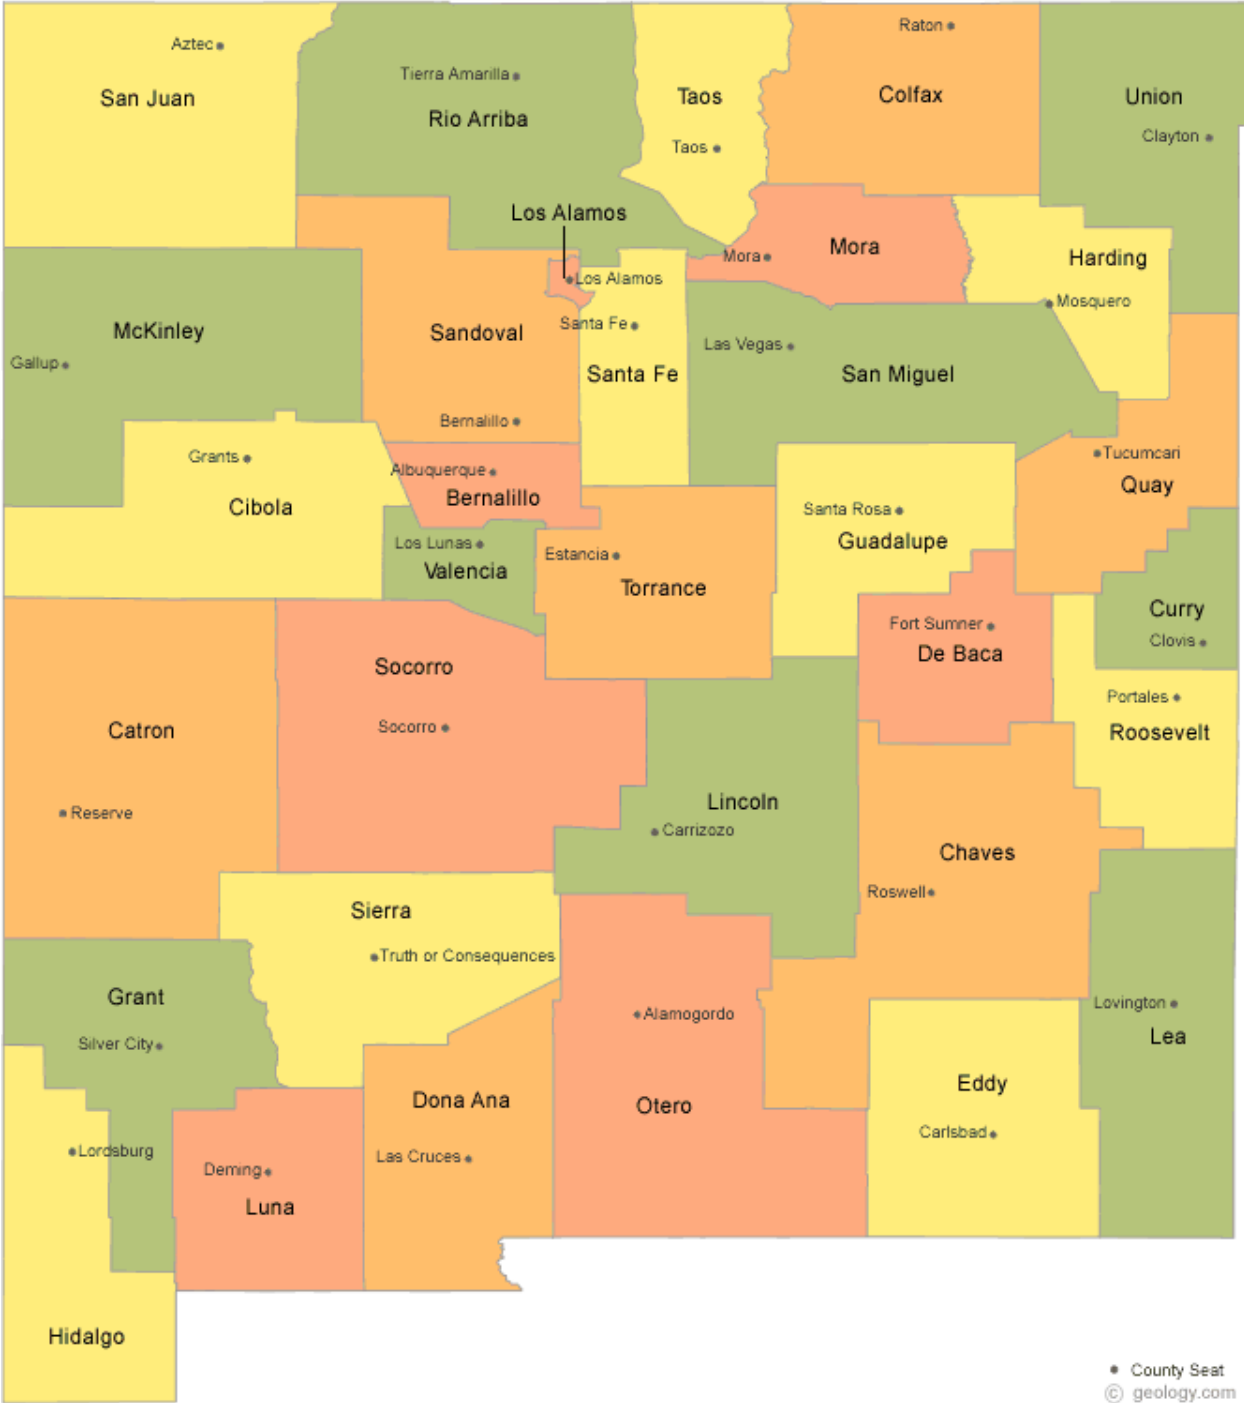 Aztec
San Juan
Tierra Amarilla
Rio Arriba
Taos
Taos
Raton
Colfax
Union
Clayton
Los Alamos
Los Alamos
Mora
Mora
Harding
Mosquero
McKinley
Gallup
Sandoval
Bernalillo
Santa Fe
Santa Fe
Las Vegas
San Miguel
Grants
Cibola
Albuquerque
Bernalillo
Los Lunas
Valencia
Estancia
Torrance
Santa Rosa
Guadalupe
Tucumcari
Quay
Curry
Clovis
Fort Sumner
De Baca
Portales
Roosevelt
Socorro
Socorro
Catron
Reserve
Lincoln
Carrizozo
Chaves
Roswell
Sierra
Truth or Consequences
Grant
Silver City
Alamogordo
Otero
Lovington
Lea
Eddy
Carlsbad
Dona Ana
Las Cruces
Lordsburg
Deming
Luna
Hidalgo
County Seat
© geology.com